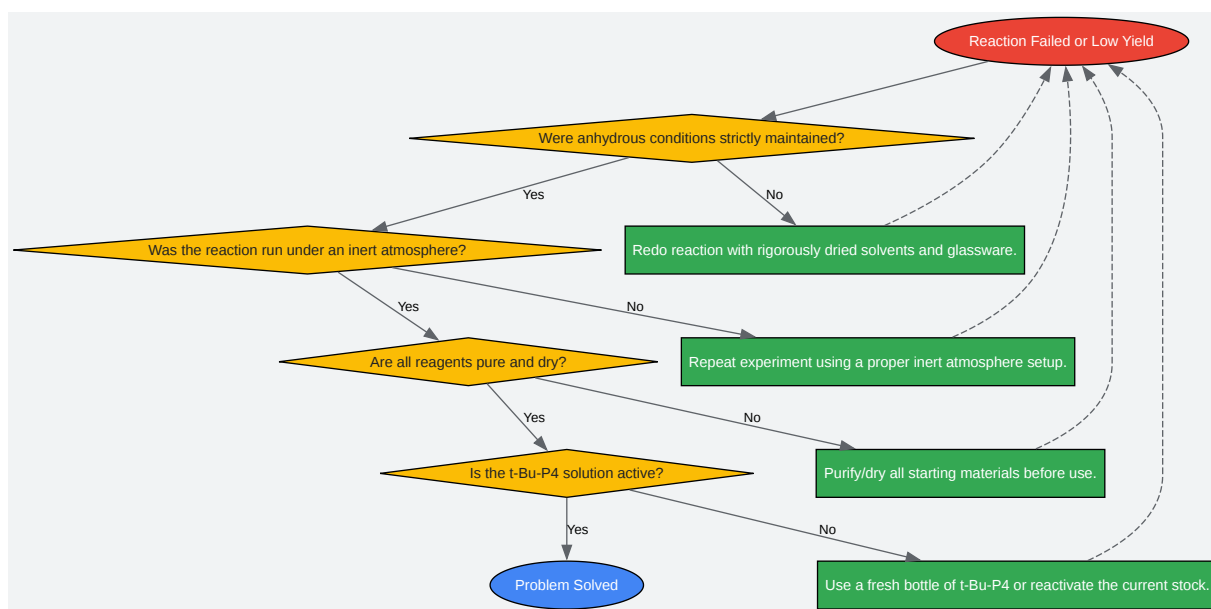 Reaction Failed or Low Yield
Were anhydrous conditions strictly maintained?
Yes
No
Was the reaction run under an inert atmosphere?
Redo reaction with rigorously dried solvents and glassware.
Yes
No
Are all reagents pure and dry?
Repeat experiment using a proper inert atmosphere setup.
Yes
No
Is the t-Bu-P4 solution active?
Purify/dry all starting materials before use.
Yes
No
Problem Solved
Use a fresh bottle of t-Bu-P4 or reactivate the current stock.